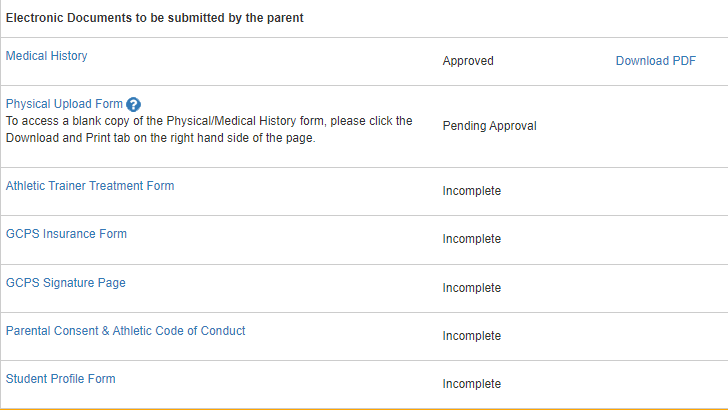 Electronic Documents to be submitted by the parent
Medical History
Approved
Download PDF
Physical Upload Form ?
To access a blank copy of the Physical/Medical History form, please click the
Download and Print tab on the right hand side of the page.
Pending Approval
Athletic Trainer Treatment Form
Incomplete
GCPS Insurance Form
Incomplete
GCPS Signature Page
Incomplete
Parental Consent & Athletic Code of Conduct
Incomplete
Student Profile Form
Incomplete